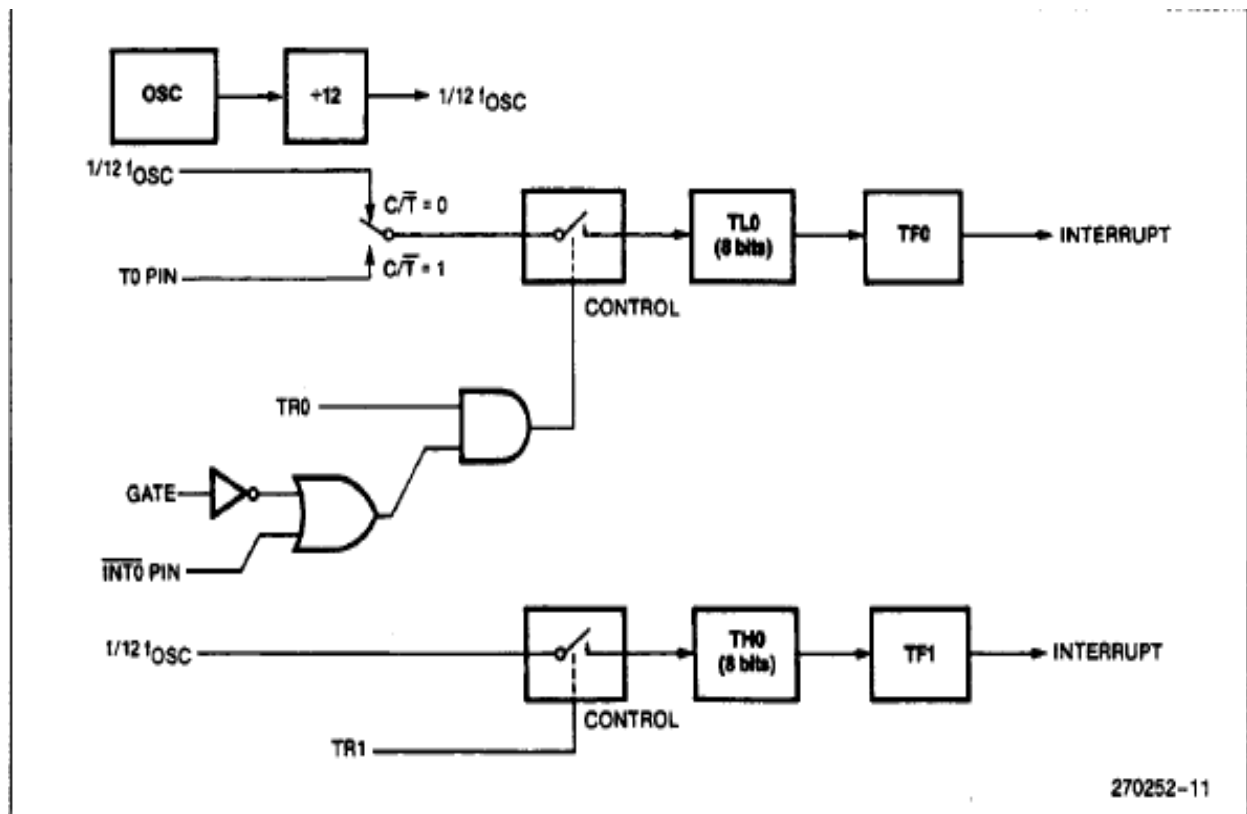 OSC
÷12
1/12 fOSC
1/12 fOSC
C/T̅ = 0
T0 PIN
C/T̅ = 1
CONTROL
TL0
(8 bits)
TF0
INTERRUPT
TR0
GATE
I̅N̅T̅0̅ PIN
1/12 fOSC
CONTROL
TH0
(8 bits)
TF1
INTERRUPT
TR1
270252-11